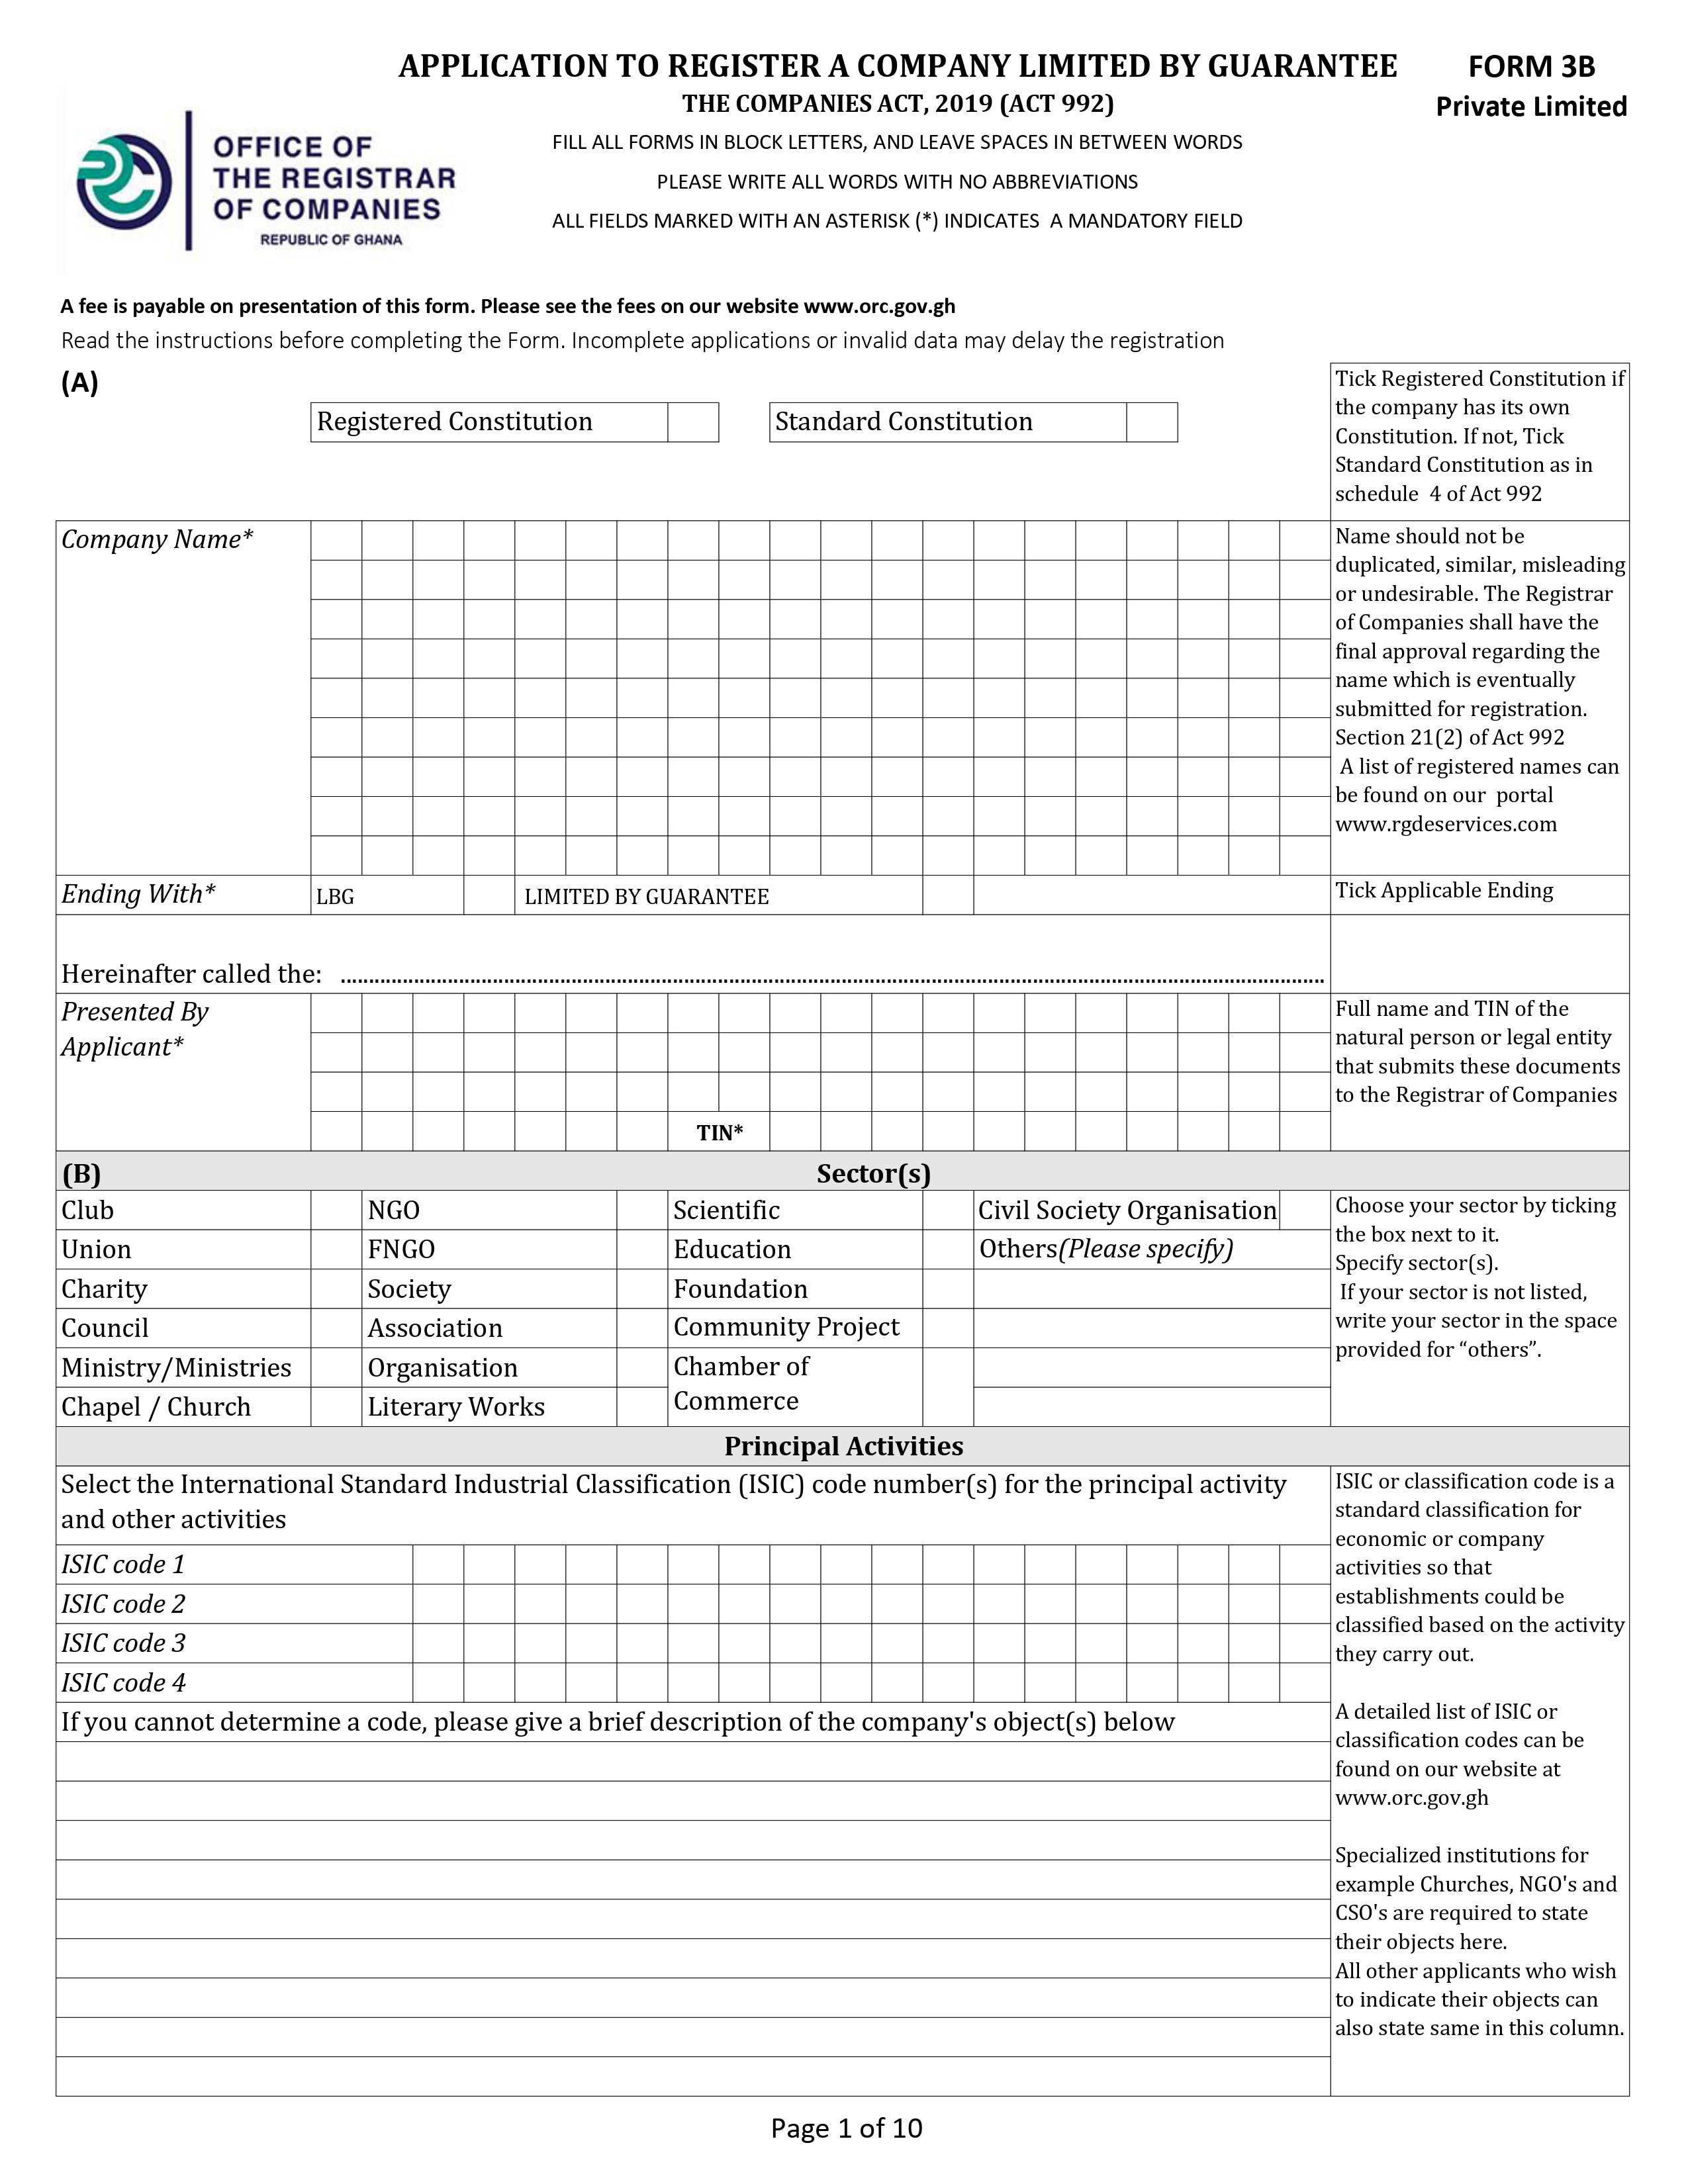 APPLICATION TO REGISTER A COMPANY LIMITED BY GUARANTEE
FORM 3B
THE COMPANIES ACT, 2019 (ACT 992)
Private Limited
FILL ALL FORMS IN BLOCK LETTERS, AND LEAVE SPACES IN BETWEEN WORDS
PLEASE WRITE ALL WORDS WITH NO ABBREVIATIONS
ALL FIELDS MARKED WITH AN ASTERISK (*) INDICATES A MANDATORY FIELD
OFFICE OF
THE REGISTRAR
OF COMPANIES
REPUBLIC OF GHANA
A fee is payable on presentation of this form. Please see the fees on our website www.orc.gov.gh
Read the instructions before completing the Form. Incomplete applications or invalid data may delay the registration
(A)
Registered Constitution
Standard Constitution
Tick Registered Constitution if
the company has its own
Constitution. If not, Tick
Standard Constitution as in
schedule 4 of Act 992
Company Name*
Name should not be
duplicated, similar, misleading
or undesirable. The Registrar
of Companies shall have the
final approval regarding the
name which is eventually
submitted for registration.
Section 21(2) of Act 992
A list of registered names can
be found on our portal
www.rgdeservices.com
Ending With*
LBG
LIMITED BY GUARANTEE
Tick Applicable Ending
Hereinafter called the: ................................................................................
Presented By
Applicant*
TIN*
Full name and TIN of the
natural person or legal entity
that submits these documents
to the Registrar of Companies
(B)
Sector(s)
Club
NGO
Scientific
Civil Society Organisation
Union
FNGO
Education
Others(Please specify)
Charity
Society
Foundation
Council
Association
Community Project
Ministry/Ministries
Organisation
Chamber of
Commerce
Chapel / Church
Literary Works
Choose your sector by ticking
the box next to it.
Specify sector(s).
If your sector is not listed,
write your sector in the space
provided for “others”.
Principal Activities
Select the International Standard Industrial Classification (ISIC) code number(s) for the principal activity
and other activities
ISIC code 1
ISIC code 2
ISIC code 3
ISIC code 4
If you cannot determine a code, please give a brief description of the company's object(s) below
ISIC or classification code is a
standard classification for
economic or company
activities so that
establishments could be
classified based on the activity
they carry out.
A detailed list of ISIC or
classification codes can be
found on our website at
www.orc.gov.gh
Specialized institutions for
example Churches, NGO's and
CSO's are required to state
their objects here.
All other applicants who wish
to indicate their objects can
also state same in this column.
Page 1 of 10